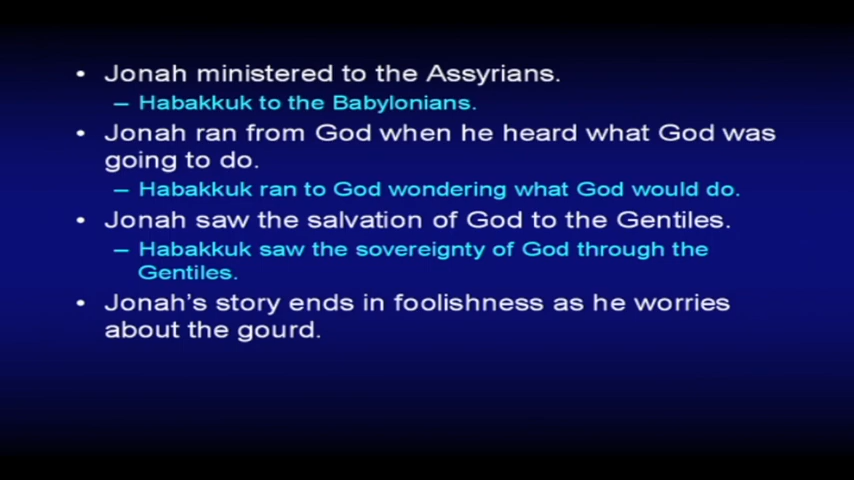 • Jonah ministered to the Assyrians.
– Habakkuk to the Babylonians.
• Jonah ran from God when he heard what God was
going to do.
– Habakkuk ran to God wondering what God would do.
• Jonah saw the salvation of God to the Gentiles.
– Habakkuk saw the sovereignty of God through the
Gentiles.
• Jonah’s story ends in foolishness as he worries
about the gourd.